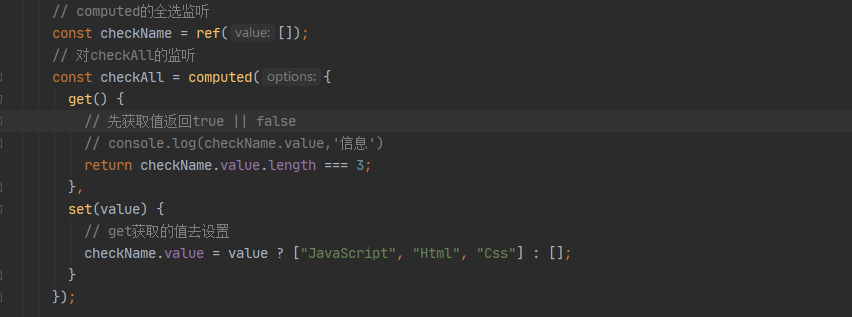 // computed的全选监听
const checkName = ref( value: []);
// 对checkAll的监听
const checkAll = computed( options: {
get() {
// 先获取值返回true || false
// console.log(checkName.value,'信息')
return checkName.value.length === 3;
},
set(value) {
// get获取的值去设置
checkName.value = value ? ["JavaScript", "Html", "Css"] : [];
}
});